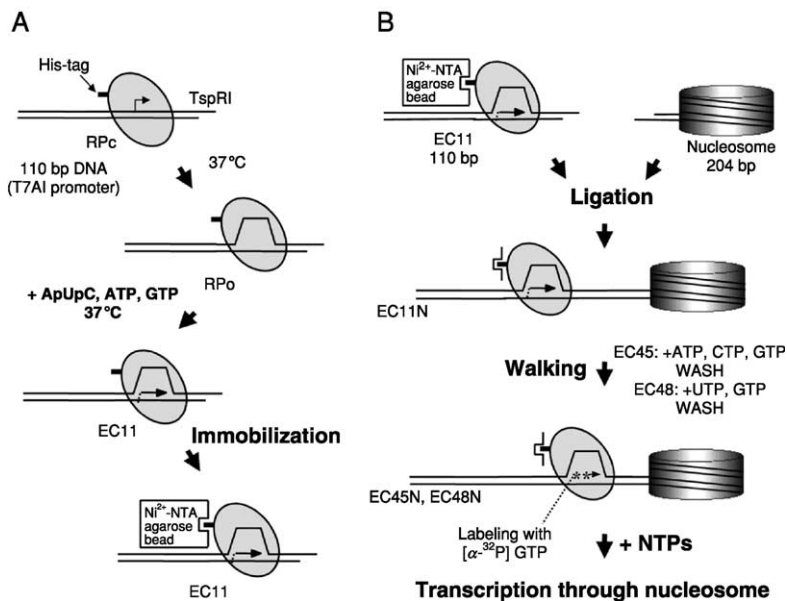 A
His-tag
TspRI
RPc
110 bp DNA
(T7AI promoter)
37°C
RPo
+ ApUpC, ATP, GTP
37°C
EC11
Immobilization
Ni²⁺-NTA
agarose
bead
EC11
B
Ni²⁺-NTA
agarose
bead
EC11
110 bp
Nucleosome
204 bp
Ligation
EC11N
Walking
EC45: +ATP, CTP, GTP
WASH
EC48: +UTP, GTP
WASH
**
EC45N, EC48N
Labeling with
[α-³²P] GTP
+ NTPs
Transcription through nucleosome